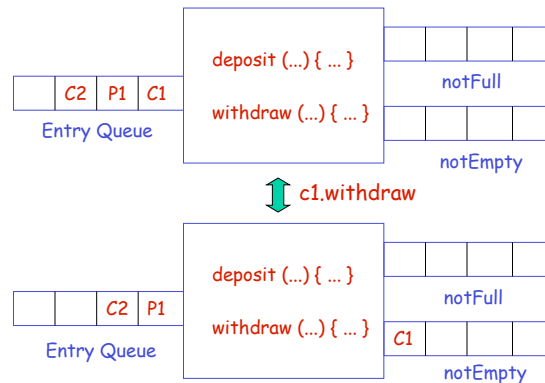 deposit (...) { ... }
notFull
C2 P1 C1
withdraw (...) { ... }
Entry Queue
notEmpty
c1.withdraw
deposit (...) { ... }
notFull
C2 P1
withdraw (...) { ... }
C1
Entry Queue
notEmpty